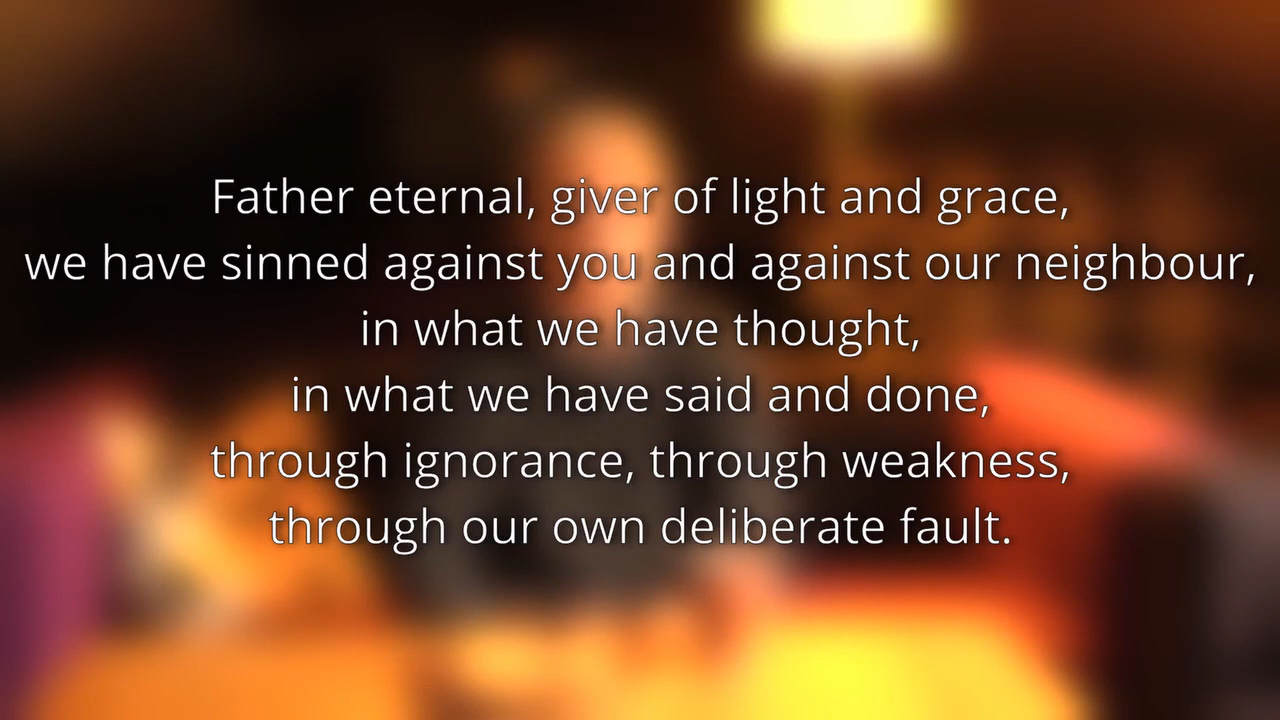 Father eternal, giver of light and grace,
we have sinned against you and against our neighbour,
in what we have thought,
in what we have said and done,
through ignorance, through weakness,
through our own deliberate fault.